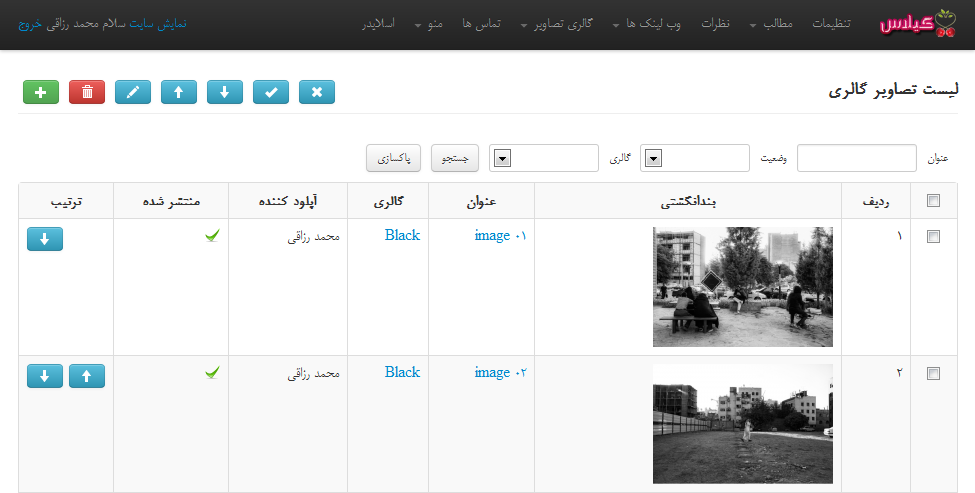 گیلاس تنظیمات مطالب نظرات وب لینک ها گالری تصاویر تماس ها منو اسلایدر نمایش سایت سلام محمد رزاقی خروج
لیست تصاویر گالری
عنوان وضعیت گالری جستجو پاکسازی
ردیف بندانگشتی عنوان گالری آپلود کننده منتشر شده ترتیب
۱ image ۰۱ Black محمد رزاقی
۲ image ۰۲ Black محمد رزاقی